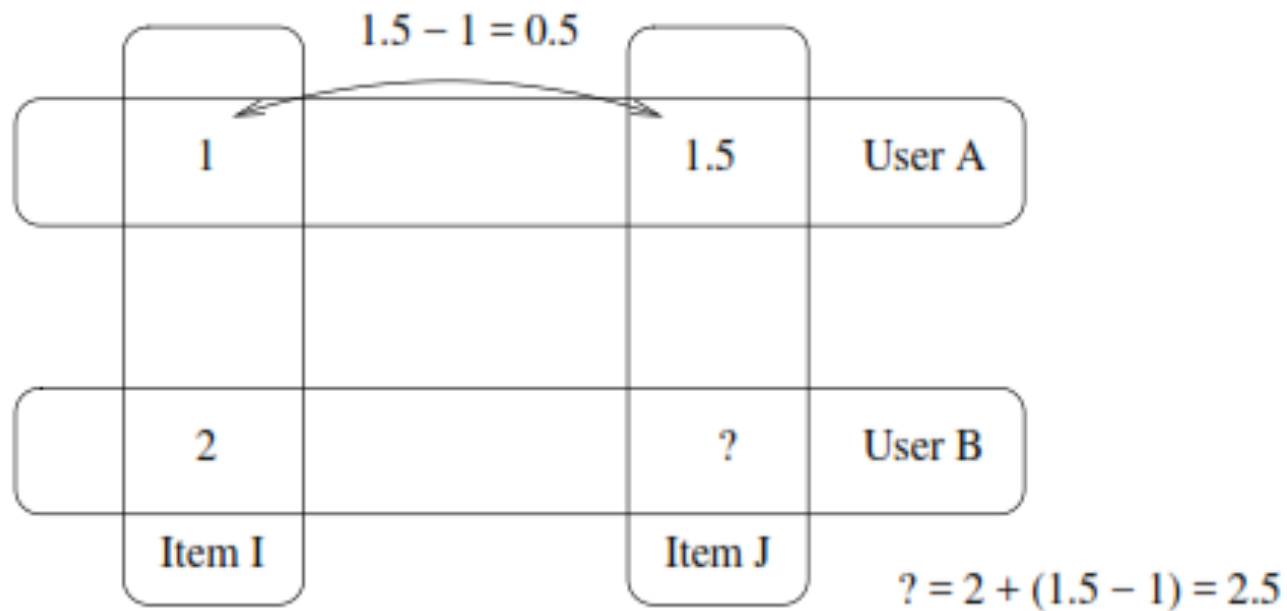 1.5 − 1 = 0.5
1 1.5 User A
2 ? User B
Item I Item J
? = 2 + (1.5 − 1) = 2.5